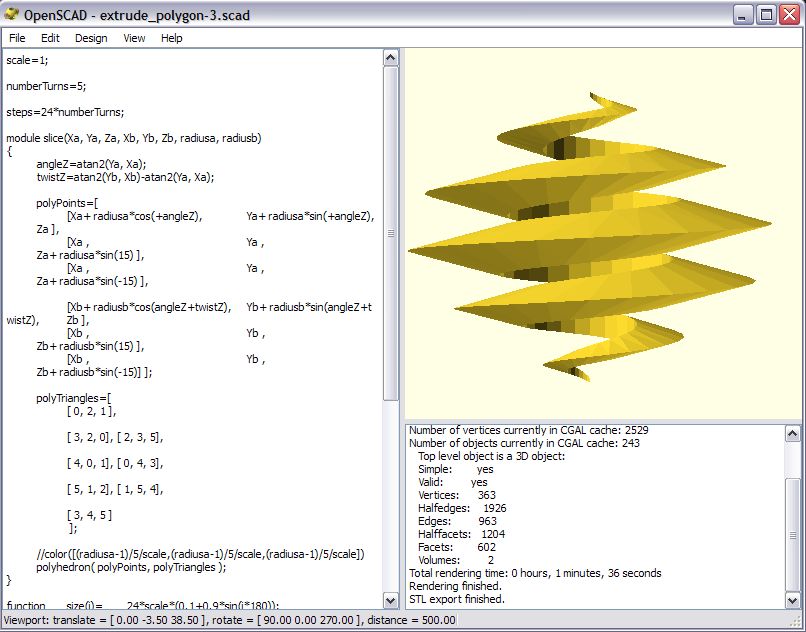 OpenSCAD - extrude_polygon-3.scad
File Edit Design View Help
scale=1;
numberTurns=5;
steps=24*numberTurns;
module slice(Xa, Ya, Za, Xb, Yb, Zb, radiusa, radiusb)
{
angleZ=atan2(Ya, Xa);
twistZ=atan2(Yb, Xb)-atan2(Ya, Xa);
polyPoints=[
[Xa+radiusa*cos(+angleZ), Ya+radiusa*sin(+angleZ),
Za ],
[Xa , Ya ,
Za+radiusa*sin(15) ],
[Xa , Ya ,
Za+radiusa*sin(-15) ],
[Xb+radiusb*cos(angleZ+twistZ), Yb+radiusb*sin(angleZ+t
wistZ), Zb ],
[Xb , Yb ,
Zb+radiusb*sin(15) ],
[Xb , Yb ,
Zb+radiusb*sin(-15)] ];
polyTriangles=[
[ 0, 2, 1 ],
[ 3, 2, 0], [ 2, 3, 5],
[ 4, 0, 1], [ 0, 4, 3],
[ 5, 1, 2], [ 1, 5, 4],
[ 3, 4, 5 ]
];
//color([(radiusa-1)/5/scale,(radiusa-1)/5/scale,(radiusa-1)/5/scale])
polyhedron( polyPoints, polyTriangles );
}
function size(i)= 24*scale*(0.1+0.9*sin(i*180));
Number of vertices currently in CGAL cache: 2529
Number of objects currently in CGAL cache: 243
Top level object is a 3D object:
Simple: yes
Valid: yes
Vertices: 363
Halfedges: 1926
Edges: 963
Halffacets: 1204
Facets: 602
Volumes: 2
Total rendering time: 0 hours, 1 minutes, 36 seconds
Rendering finished.
STL export finished.
Viewport: translate = [ 0.00 -3.50 38.50 ], rotate = [ 90.00 0.00 270.00 ], distance = 500.00